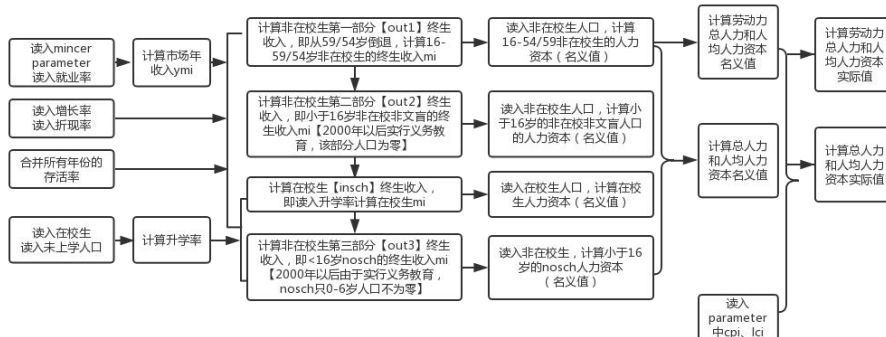 读入mincer
parameter
读入就业率
计算市场年
收入ymi
读入增长率
读入折现率
合并所有年份的
存活率
读入在校生
读入未上学人口
计算升学率
计算非在校生第一部分【out1】终生
收入，即从59/54岁倒退，计算16-
59/54岁非在校生的终生收入mi
计算非在校生第二部分【out2】终生
收入，即小于16岁非在校非文盲的终
生收入mi【2000年以后实行义务教
育，该部分人口为零】
计算在校生【insch】终生收入，
即读入升学率计算在校生mi
计算非在校生第三部分【out3】终生
收入，即<16岁nosch的终生收入mi
【2000年以后由于实行义务教育，
nosch只0-6岁人口不为零】
读入非在校生人口，计算
16-54/59非在校生的人力
资本（名义值）
读入非在校生人口，计算小
于16岁的非在校非文盲人口
的人力资本（名义值）
读入在校生人口，计算在校
生人力资本（名义值）
读入非在校生，计算小于16
岁的nosch人力资本
（名义值）
计算劳动力
总人力和人
均人力资本
名义值
计算总人力
和人均人力
资本名义值
读入
parameter
中cpi、lci
计算劳动力
总人力和人
均人力资本
实际值
计算总人力
和人均人力
资本实际值